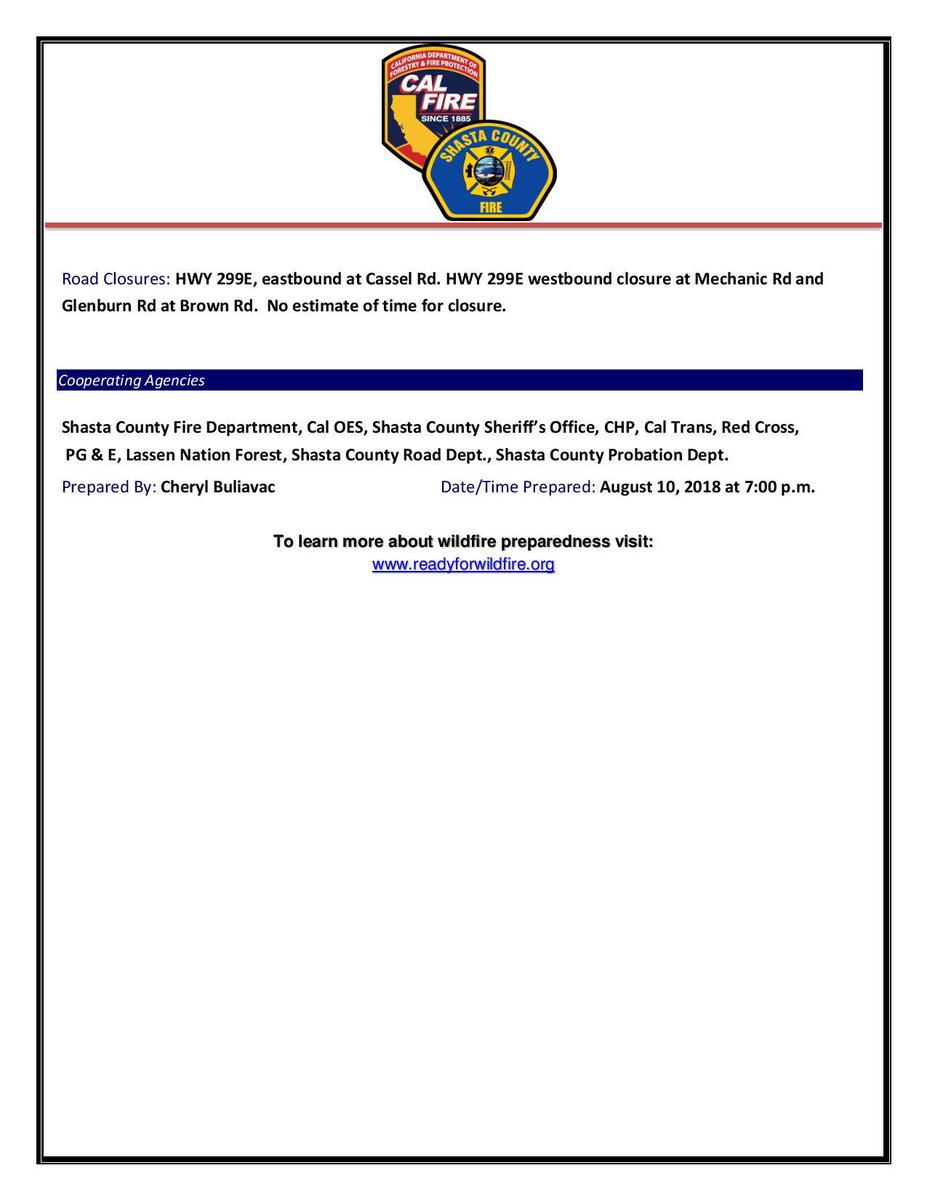 CALIFORNIA DEPARTMENT OF
FORESTRY & FIRE PROTECTION
CAL
FIRE
SINCE 1885
SHASTA COUNTY
FIRE
Road Closures: HWY 299E, eastbound at Cassel Rd. HWY 299E westbound closure at Mechanic Rd and
Glenburn Rd at Brown Rd.  No estimate of time for closure.
Cooperating Agencies
Shasta County Fire Department, Cal OES, Shasta County Sheriff’s Office, CHP, Cal Trans, Red Cross,
PG & E, Lassen Nation Forest, Shasta County Road Dept., Shasta County Probation Dept.
Prepared By: Cheryl Buliavac Date/Time Prepared: August 10, 2018 at 7:00 p.m.
To learn more about wildfire preparedness visit:
www.readyforwildfire.org